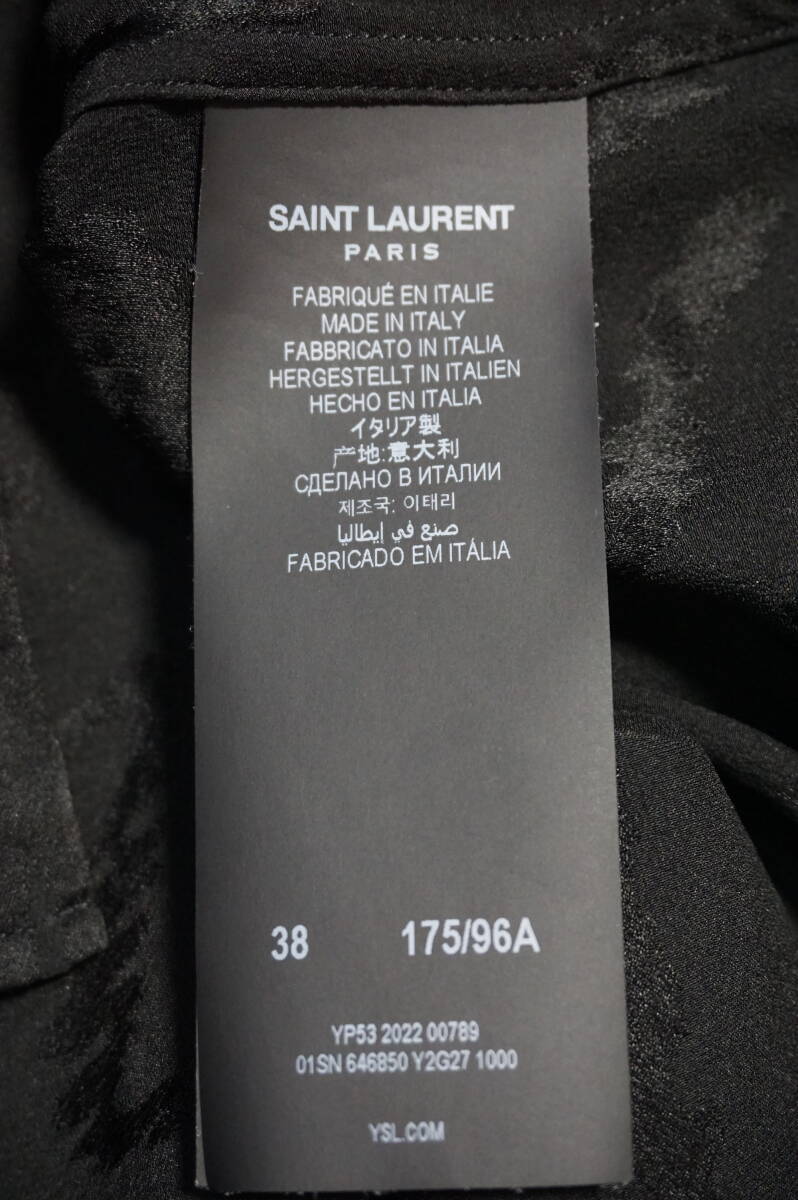 SAINT LAURENT
PARIS
FABRIQUÉ EN ITALIE
MADE IN ITALY
FABBRICATO IN ITALIA
HERGESTELLT IN ITALIEN
HECHO EN ITALIA
イタリア製
产地:意大利
СДЕЛАНО В ИТАЛИИ
제조국: 이태리
صنع في إيطاليا
FABRICADO EM ITÁLIA
38 175/96A
YP53 2022 00789
01SN 646850 Y2G27 1000
YSL.COM